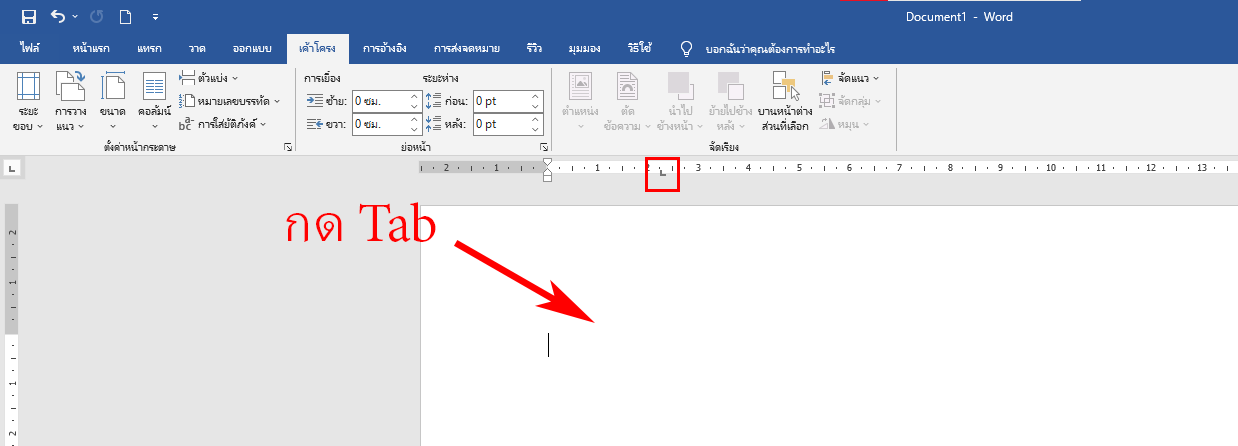 Document1 - Word
ไฟล์ หน้าแรก แทรก วาด ออกแบบ เค้าโครง การอ้างอิง การส่งจดหมาย รีวิว มุมมอง วิธีใช้ บอกฉันว่าคุณต้องการทำอะไร
ระยะขอบ
การวางแนว
ขนาด
คอลัมน์
ตัวแบ่ง
หมายเลขบรรทัด
bc a- การใส่ยัติภังค์
ตั้งค่าหน้ากระดาษ
การเยื้อง ระยะห่าง
ซ้าย: 0 ซม. ก่อน: 0 pt
ขวา: 0 ซม. หลัง: 0 pt
ย่อหน้า
ตำแหน่ง
ตัดข้อความ
นำไปข้างหน้า
ย้ายไปข้างหลัง
บานหน้าต่างส่วนที่เลือก
จัดแนว
จัดกลุ่ม
หมุน
จัดเรียง
2 1 1 2 3 4 5 6 7 8 9 10 11 12 13
กด Tab
2
1
1
2